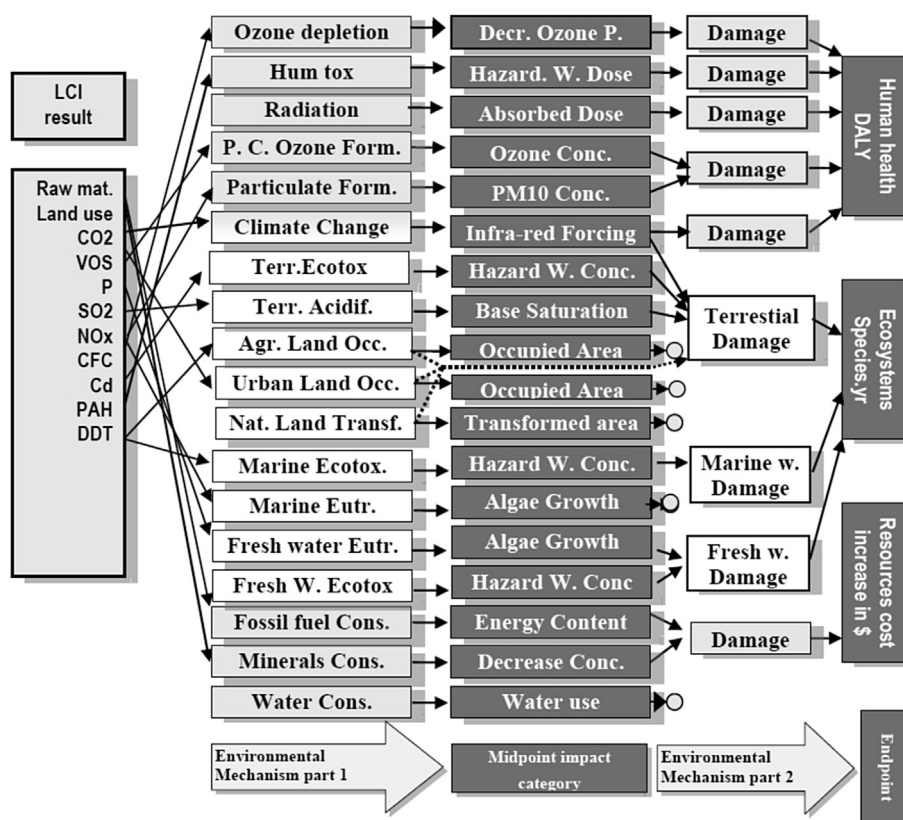 LCI
result
Raw mat.
Land use
CO2
VOS
P
SO2
NOx
CFC
Cd
PAH
DDT
Ozone depletion
Hum tox
Radiation
P. C. Ozone Form.
Particulate Form.
Climate Change
Terr.Ecotox
Terr. Acidif.
Agr. Land Occ.
Urban Land Occ.
Nat. Land Transf.
Marine Ecotox.
Marine Eutr.
Fresh water Eutr.
Fresh W. Ecotox
Fossil fuel Cons.
Minerals Cons.
Water Cons.
Decr. Ozone P.
Hazard. W. Dose
Absorbed Dose
Ozone Conc.
PM10 Conc.
Infra-red Forcing
Hazard W. Conc.
Base Saturation
Occupied Area
Occupied Area
Transformed area
Hazard W. Conc.
Algae Growth
Algae Growth
Hazard W. Conc
Energy Content
Decrease Conc.
Water use
Damage
Damage
Damage
Damage
Damage
Terrestial
Damage
Marine w.
Damage
Fresh w.
Damage
Damage
Human health
DALY
Ecosystems
Species,yr
Resources cost
increase in $
Environmental
Mechanism part 1
Midpoint impact
category
Environmental
Mechanism part 2
Endpoint